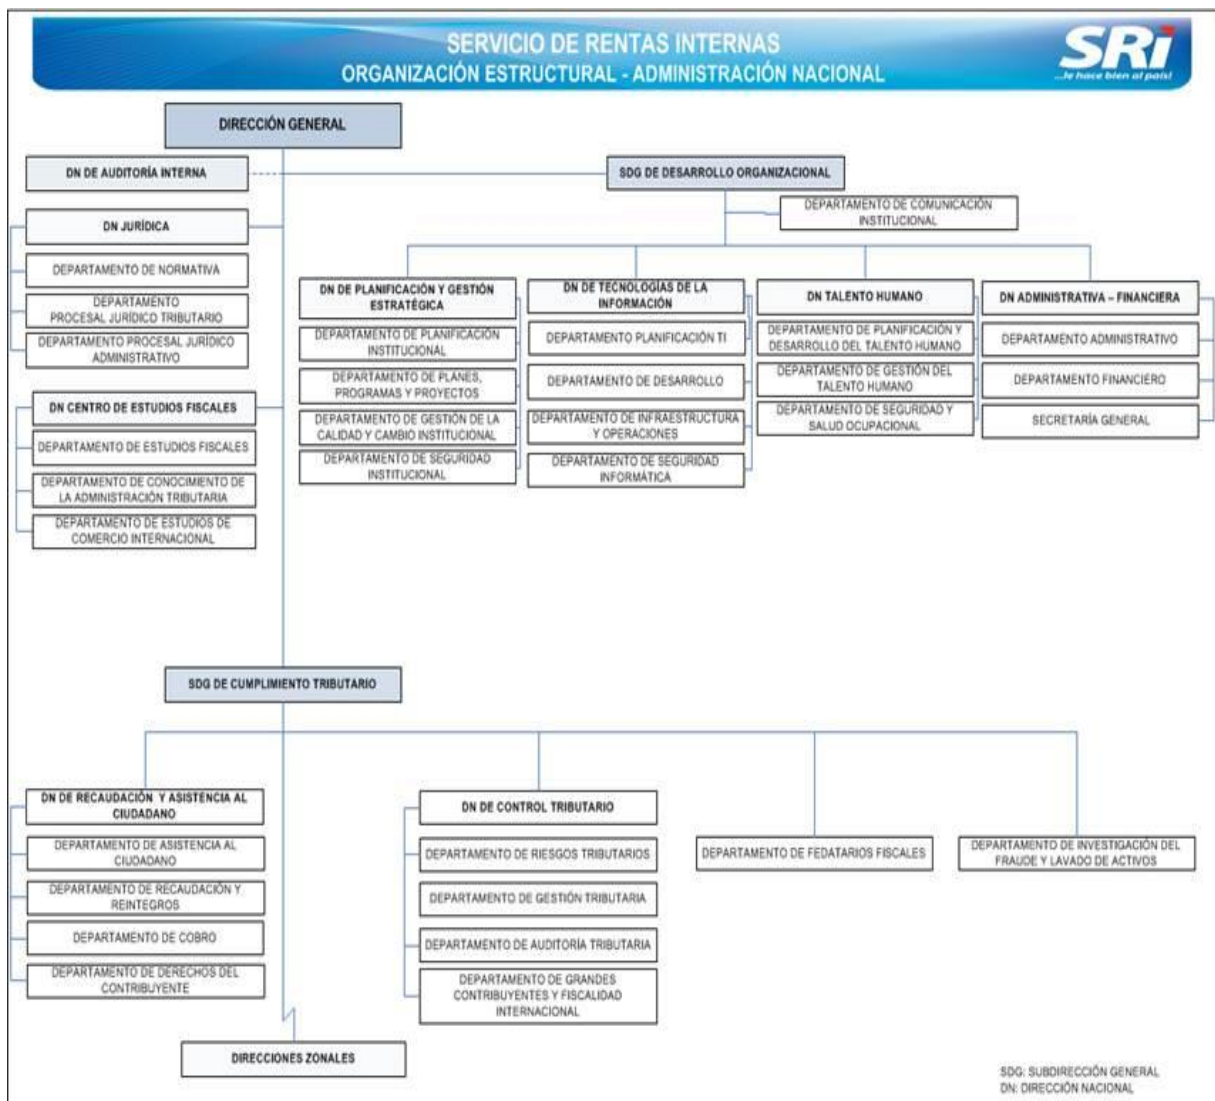 SERVICIO DE RENTAS INTERNAS
ORGANIZACIÓN ESTRUCTURAL - ADMINISTRACIÓN NACIONAL
SRi
...le hace bien al país!
DIRECCIÓN GENERAL
DN DE AUDITORÍA INTERNA
SDG DE DESARROLLO ORGANIZACIONAL
DEPARTAMENTO DE COMUNICACIÓN
INSTITUCIONAL
DN JURÍDICA
DEPARTAMENTO DE NORMATIVA
DEPARTAMENTO
PROCESAL JURÍDICO TRIBUTARIO
DEPARTAMENTO PROCESAL JURÍDICO
ADMINISTRATIVO
DN CENTRO DE ESTUDIOS FISCALES
DEPARTAMENTO DE ESTUDIOS FISCALES
DEPARTAMENTO DE CONOCIMIENTO DE
LA ADMINISTRACIÓN TRIBUTARIA
DEPARTAMENTO DE ESTUDIOS DE
COMERCIO INTERNACIONAL
DN DE PLANIFICACIÓN Y GESTIÓN
ESTRATÉGICA
DEPARTAMENTO DE PLANIFICACIÓN
INSTITUCIONAL
DEPARTAMENTO DE PLANES,
PROGRAMAS Y PROYECTOS
DEPARTAMENTO DE GESTIÓN DE LA
CALIDAD Y CAMBIO INSTITUCIONAL
DEPARTAMENTO DE SEGURIDAD
INSTITUCIONAL
DN DE TECNOLOGÍAS DE LA
INFORMACIÓN
DEPARTAMENTO PLANIFICACIÓN TI
DEPARTAMENTO DE DESARROLLO
DEPARTAMENTO DE INFRAESTRUCTURA
Y OPERACIONES
DEPARTAMENTO DE SEGURIDAD
INFORMÁTICA
DN TALENTO HUMANO
DEPARTAMENTO DE PLANIFICACIÓN Y
DESARROLLO DEL TALENTO HUMANO
DEPARTAMENTO DE GESTIÓN DEL
TALENTO HUMANO
DEPARTAMENTO DE SEGURIDAD Y
SALUD OCUPACIONAL
DN ADMINISTRATIVA – FINANCIERA
DEPARTAMENTO ADMINISTRATIVO
DEPARTAMENTO FINANCIERO
SECRETARÍA GENERAL
SDG DE CUMPLIMIENTO TRIBUTARIO
DN DE RECAUDACIÓN Y ASISTENCIA AL
CIUDADANO
DEPARTAMENTO DE ASISTENCIA AL
CIUDADANO
DEPARTAMENTO DE RECAUDACIÓN Y
REINTEGROS
DEPARTAMENTO DE COBRO
DEPARTAMENTO DE DERECHOS DEL
CONTRIBUYENTE
DN DE CONTROL TRIBUTARIO
DEPARTAMENTO DE RIESGOS TRIBUTARIOS
DEPARTAMENTO DE GESTIÓN TRIBUTARIA
DEPARTAMENTO DE AUDITORÍA TRIBUTARIA
DEPARTAMENTO DE GRANDES
CONTRIBUYENTES Y FISCALIDAD
INTERNACIONAL
DEPARTAMENTO DE FEDATARIOS FISCALES
DEPARTAMENTO DE INVESTIGACIÓN DEL
FRAUDE Y LAVADO DE ACTIVOS
DIRECCIONES ZONALES
SDG: SUBDIRECCIÓN GENERAL
DN: DIRECCIÓN NACIONAL